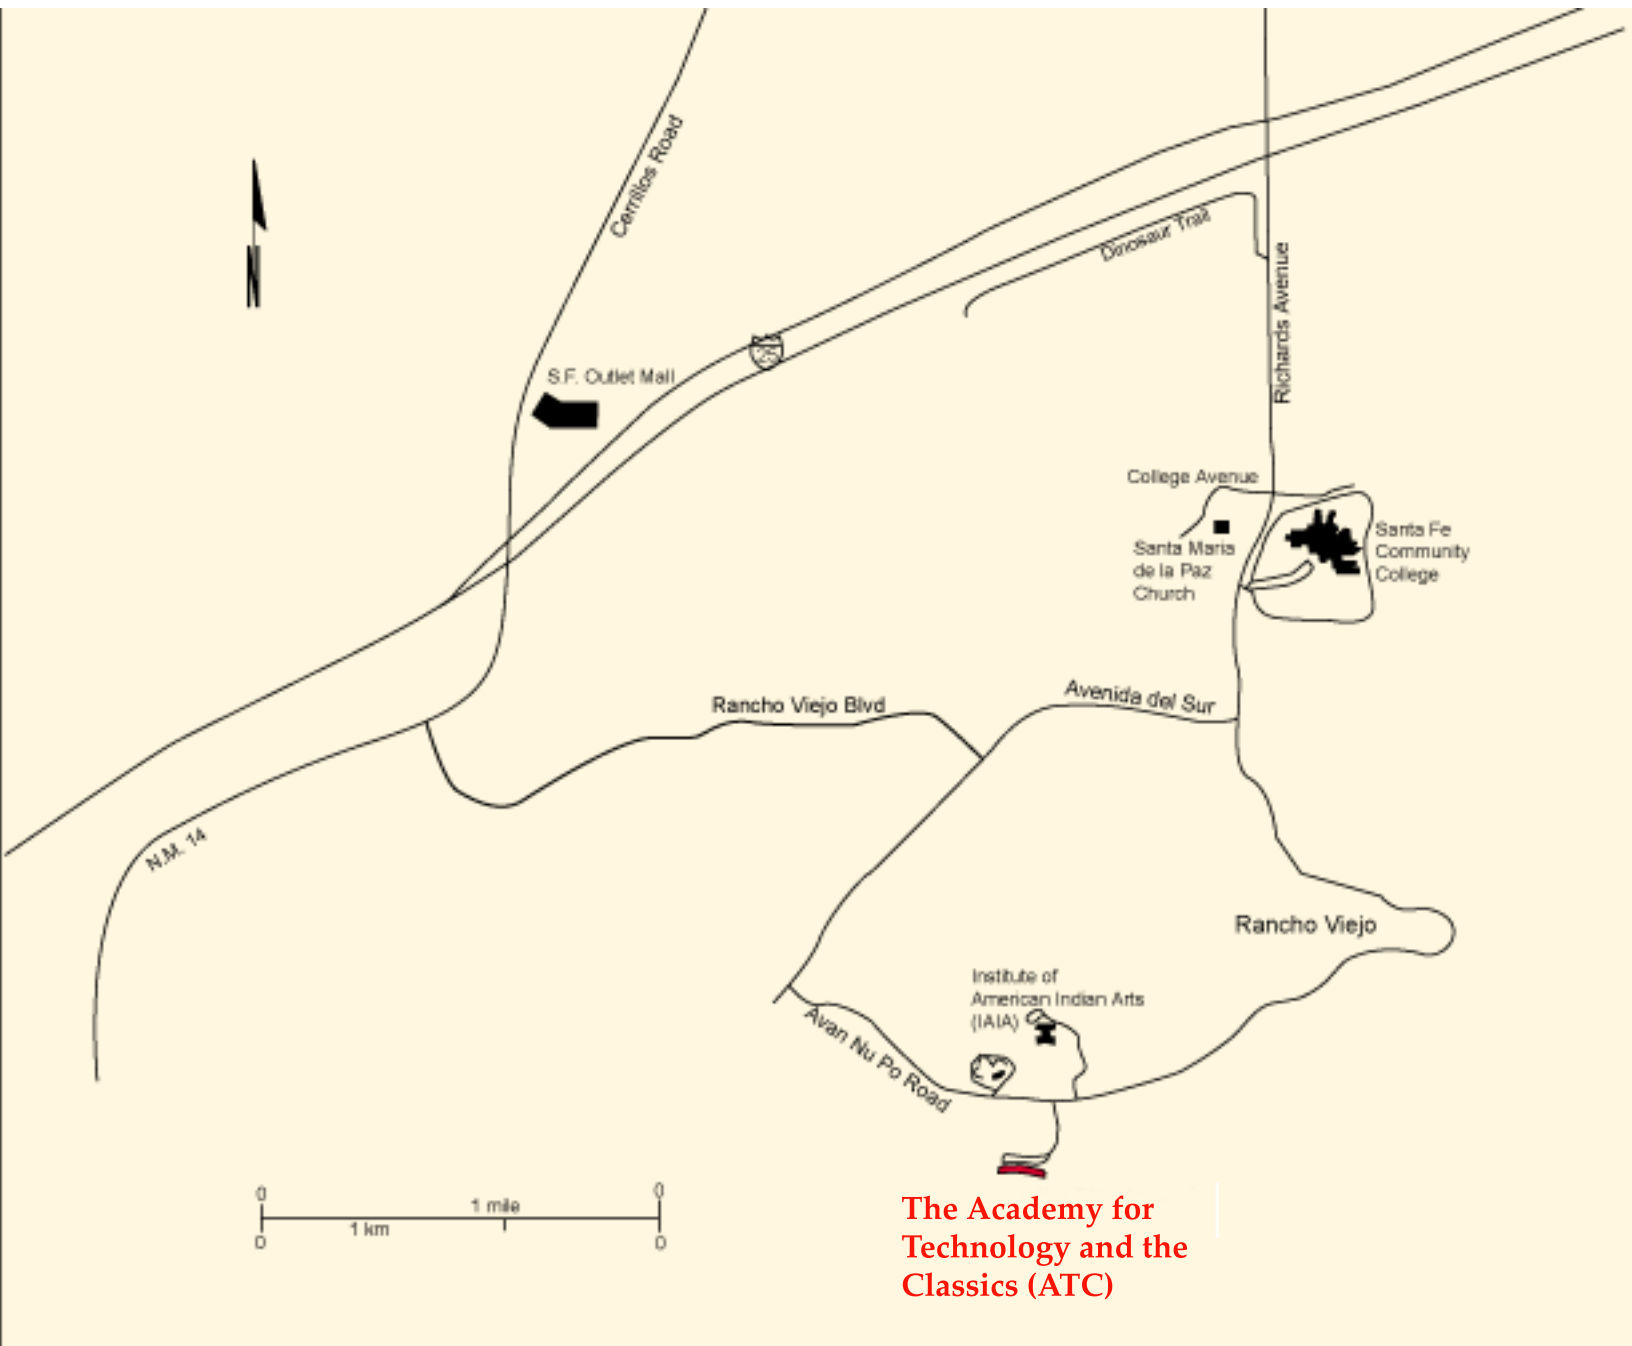 Cerrillos Road
N
Dinosaur Trail
Richards Avenue
25
S.F. Outlet Mall
College Avenue
Santa Maria
de la Paz
Church
Santa Fe
Community
College
Avenida del Sur
Rancho Viejo Blvd
N.M. 14
Rancho Viejo
Institute of
American Indian Arts
(IAIA)
Avan Nu Po Road
0 0
1 mile
1 km
0 0
The Academy for
Technology and the
Classics (ATC)